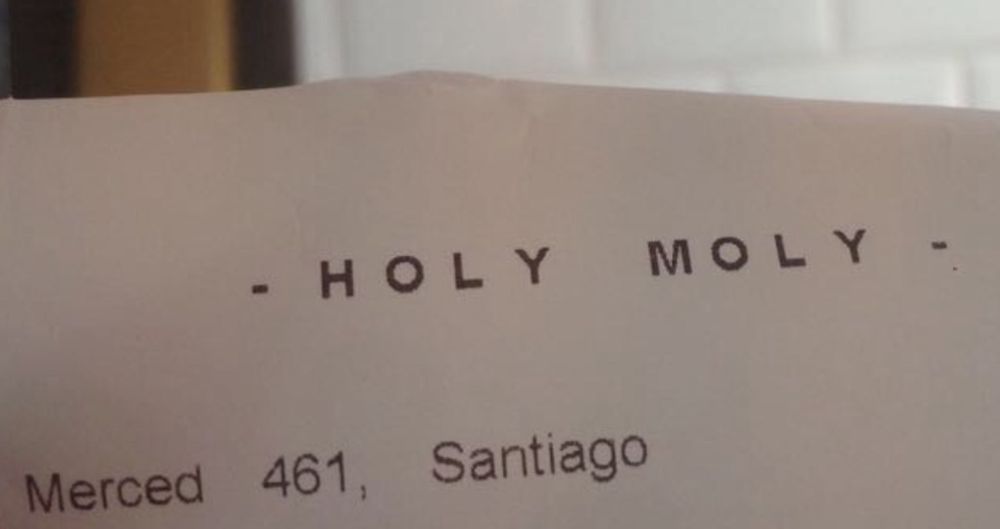 - HOLY MOLY -
Merced 461, Santiago